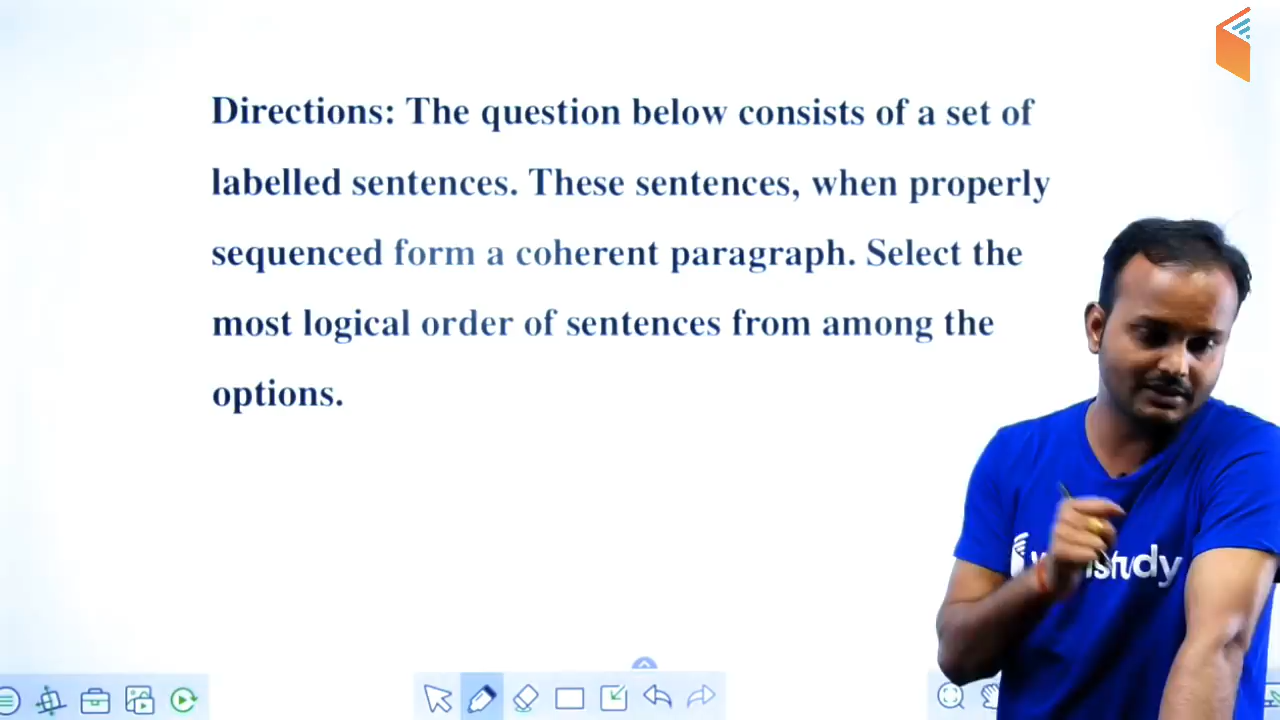 Directions: The question below consists of a set of
labelled sentences. These sentences, when properly
sequenced form a coherent paragraph. Select the
most logical order of sentences from among the
options.